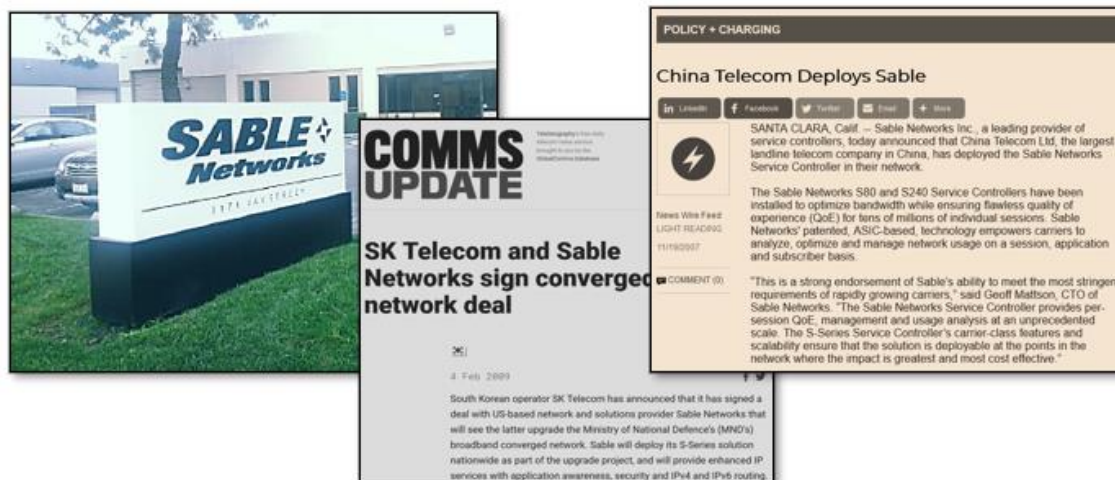 SABLE
Networks
COMMS
UPDATE
SK Telecom and Sable
Networks sign converged
network deal
4 Feb 2009
South Korean operator SK Telecom has announced that it has signed a
deal with US-based network and solutions provider Sable Networks that
will see the latter upgrade the Ministry of National Defence's (MND's)
broadband converged network. Sable will deploy its S-Series solution
nationwide as part of the upgrade project, and will provide enhanced IP
services with application awareness, security and IPv4 and IPv6 routing.
POLICY + CHARGING
China Telecom Deploys Sable
LinkedIn Facebook Twitter Email More
SANTA CLARA, Calif. -- Sable Networks Inc., a leading provider of
service controllers, today announced that China Telecom Ltd, the largest
landline telecom company in China, has deployed the Sable Networks
Service Controller in their network.
The Sable Networks S80 and S240 Service Controllers have been
installed to optimize bandwidth while ensuring flawless quality of
experience (QoE) for tens of millions of individual sessions. Sable
Networks' patented, ASIC-based, technology empowers carriers to
analyze, optimize and manage network usage on a session, application
and subscriber basis.
"This is a strong endorsement of Sable's ability to meet the most stringen
requirements of rapidly growing carriers," said Geoff Mattson, CTO of
Sable Networks. "The Sable Networks Service Controller provides per-
session QoE, management and usage analysis at an unprecedented
scale. The S-Series Service Controller's carrier-class features and
scalability ensure that the solution is deployable at the points in the
network where the impact is greatest and most cost effective."
News Wire Feed
LIGHT READING
11/19/2007
COMMENT (0)